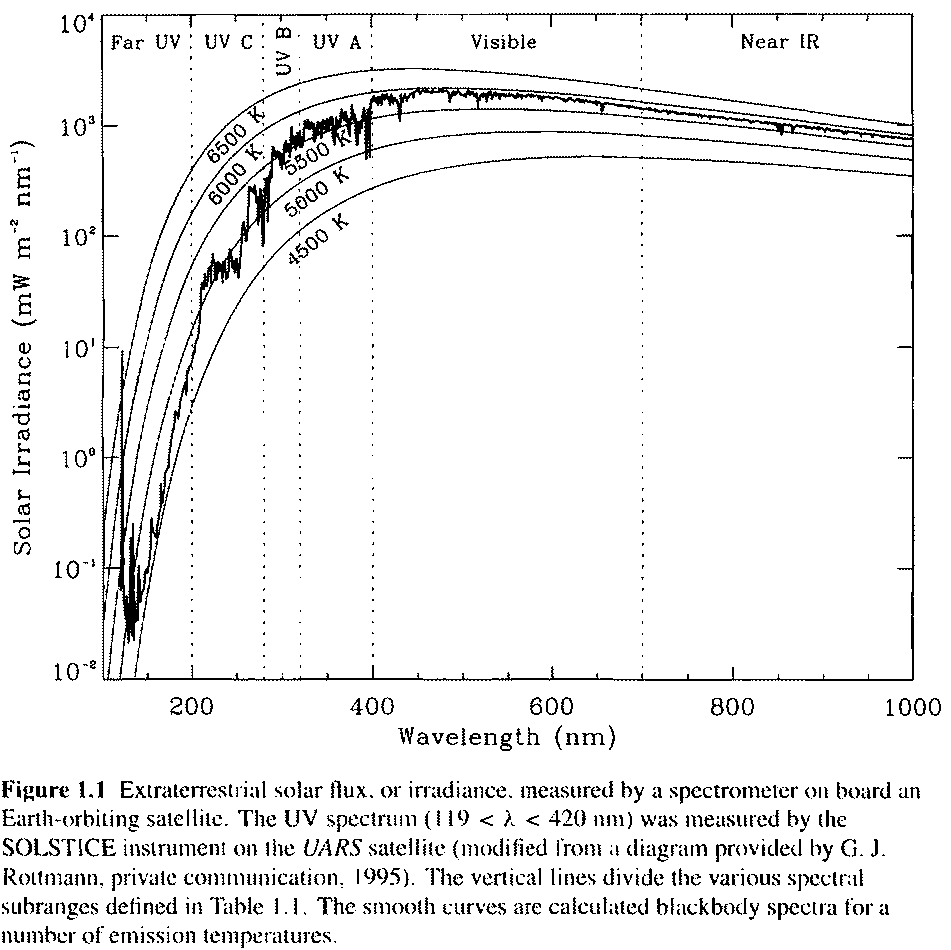 10⁴
Far UV UV C UV B UV A Visible Near IR
10³
10²
10¹
10⁰
10⁻¹
10⁻²
Solar Irradiance (mW m⁻² nm⁻¹)
6500 K
6000 K
5500 K
5000 K
4500 K
200 400 600 800 1000
Wavelength (nm)
Figure 1.1 Extraterrestrial solar flux, or irradiance, measured by a spectrometer on board an
Earth-orbiting satellite. The UV spectrum (119 < λ < 420 nm) was measured by the
SOLSTICE instrument on the UARS satellite (modified from a diagram provided by G. J.
Rottmann, private communication, 1995). The vertical lines divide the various spectral
subranges defined in Table 1.1. The smooth curves are calculated blackbody spectra for a
number of emission temperatures.